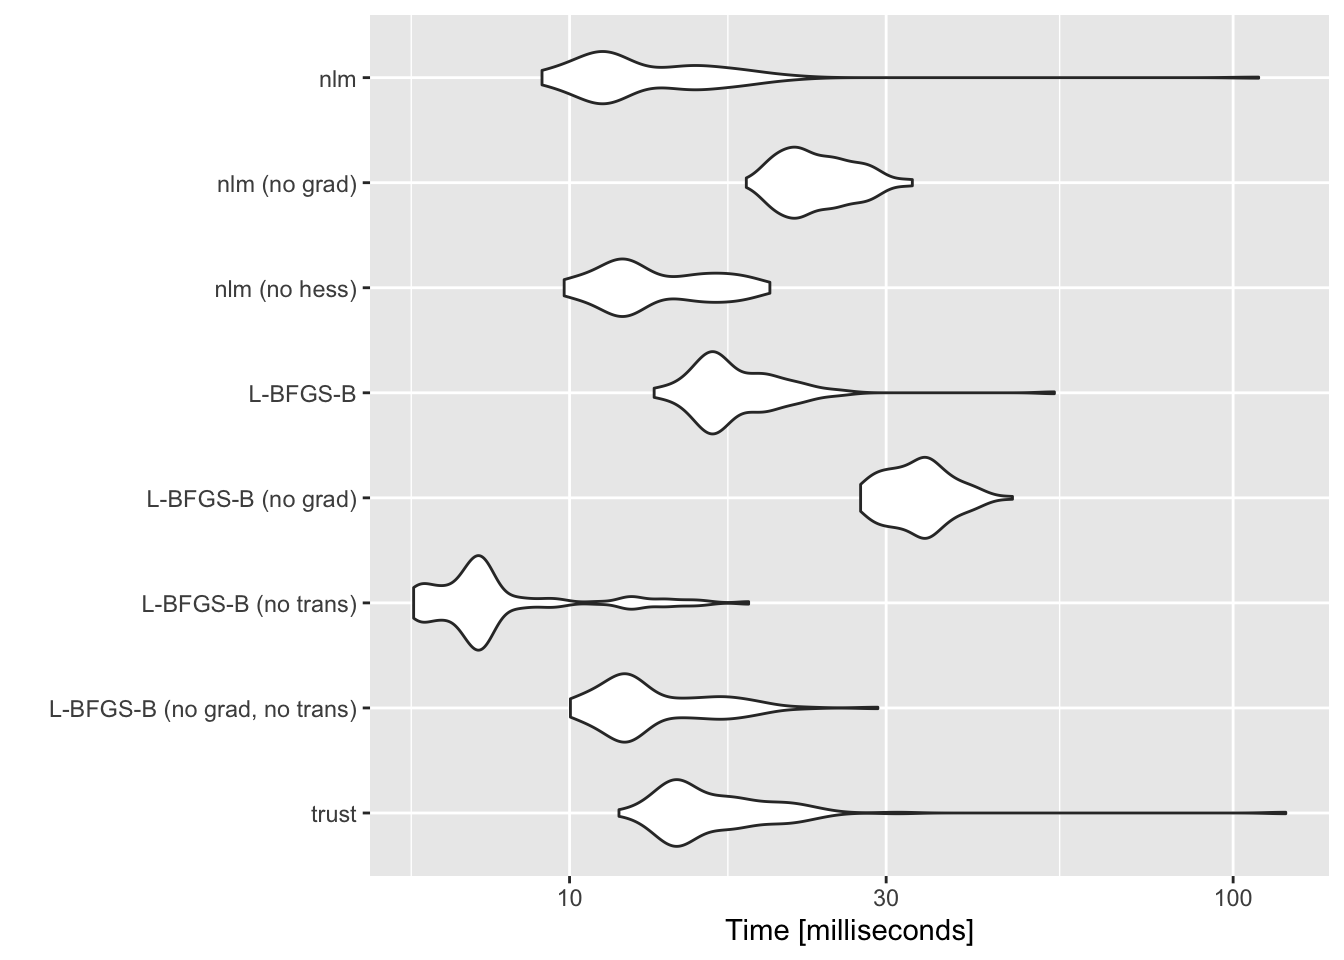 nlm
nlm (no grad)
nlm (no hess)
L-BFGS-B
L-BFGS-B (no grad)
L-BFGS-B (no trans)
L-BFGS-B (no grad, no trans)
trust
10 30 100
Time [milliseconds]